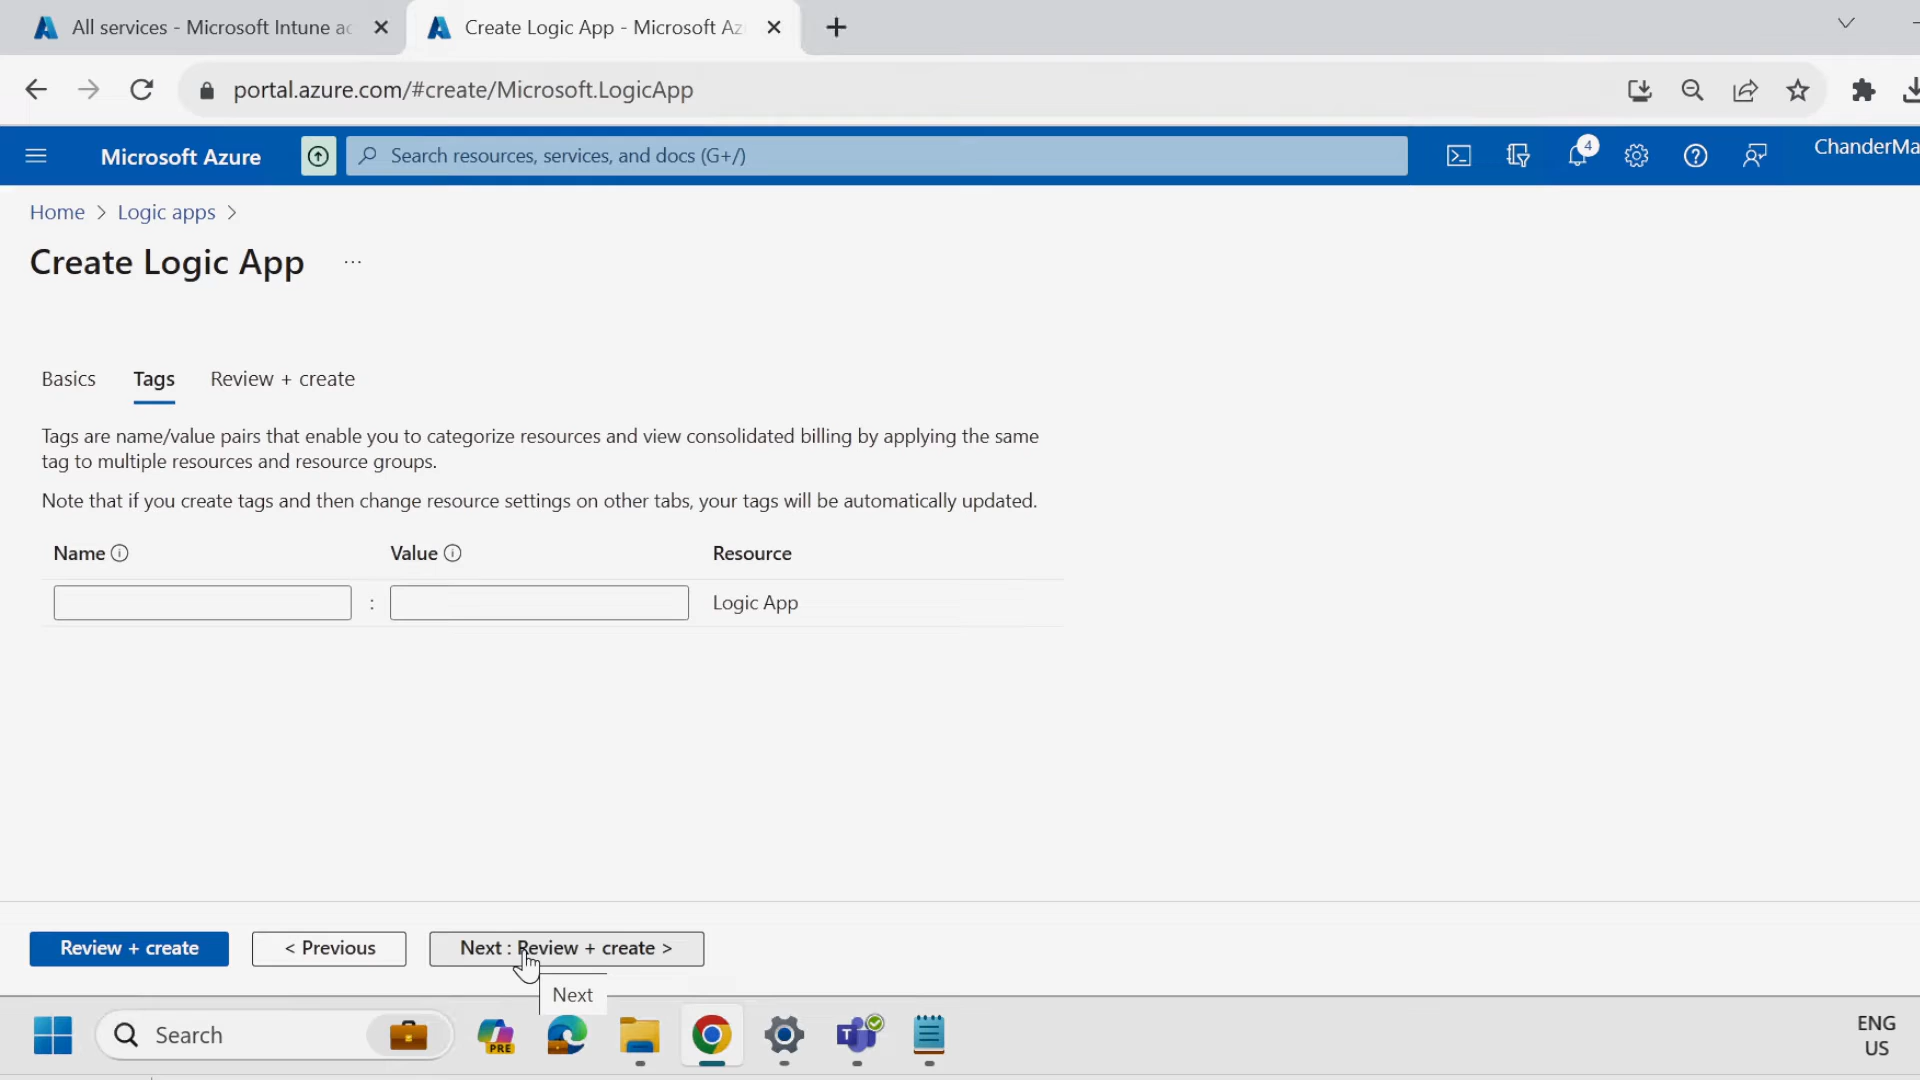 All services - Microsoft Intune ad
Create Logic App - Microsoft Az
portal.azure.com/#create/Microsoft.LogicApp
Microsoft Azure
Search resources, services, and docs (G+/)
4
ChanderMa
Home > Logic apps >
Create Logic App ...
Basics
Tags
Review + create
Tags are name/value pairs that enable you to categorize resources and view consolidated billing by applying the same
tag to multiple resources and resource groups.
Note that if you create tags and then change resource settings on other tabs, your tags will be automatically updated.
Name
Value
Resource
:
Logic App
Review + create
< Previous
Next : Review + create >
Next
Search
PRE
T
ENG
US